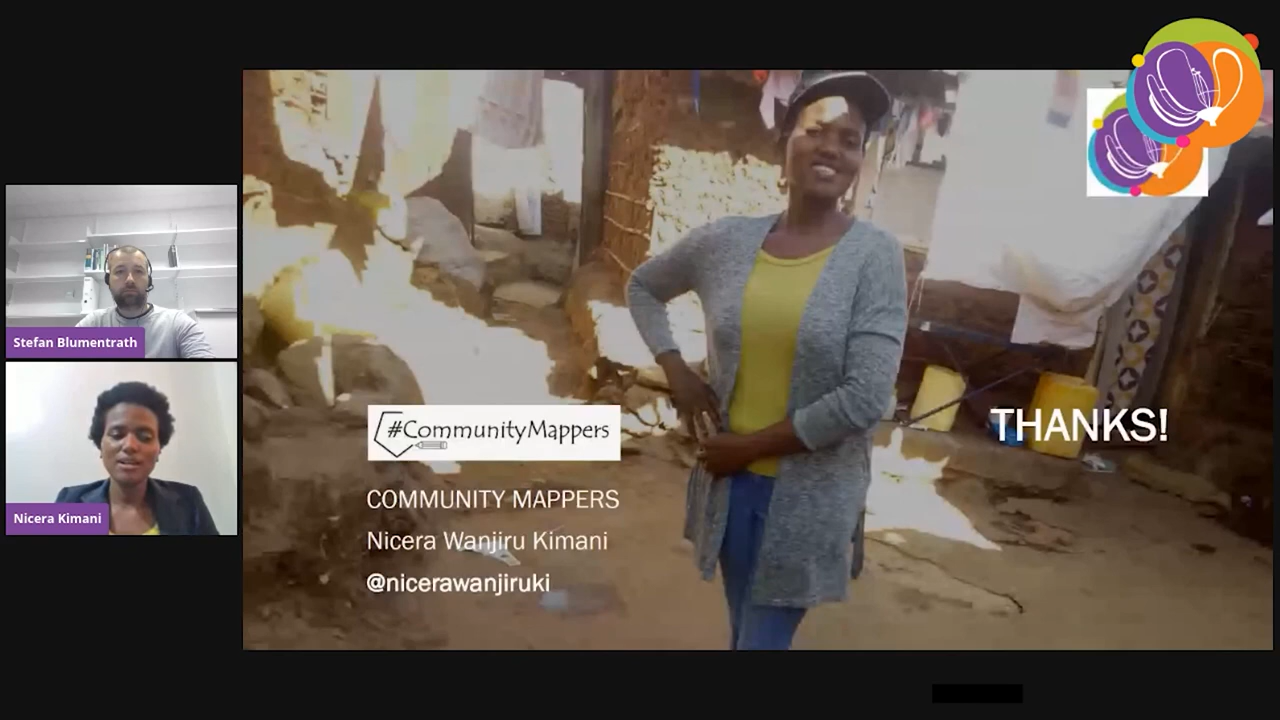 Stefan Blumentrath
Nicera Kimani
#CommunityMappers
COMMUNITY MAPPERS
Nicera Wanjiru Kimani
@nicerawanjiruki
THANKS!